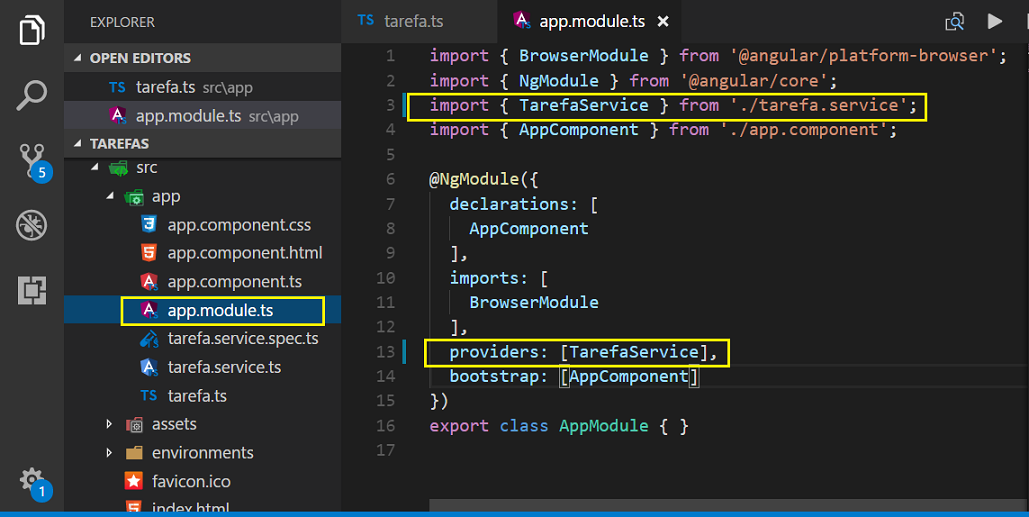 EXPLORER
OPEN EDITORS
TS tarefa.ts src\app
app.module.ts src\app
TAREFAS
src
app
app.component.css
app.component.html
app.component.ts
app.module.ts
tarefa.service.spec.ts
tarefa.service.ts
TS tarefa.ts
assets
environments
favicon.ico
index.html
5
1
TS tarefa.ts
app.module.ts
1 import { BrowserModule } from '@angular/platform-browser';
2 import { NgModule } from '@angular/core';
3 import { TarefaService } from './tarefa.service';
4 import { AppComponent } from './app.component';
5
6 @NgModule({
7 declarations: [
8 AppComponent
9 ],
10 imports: [
11 BrowserModule
12 ],
13 providers: [TarefaService],
14 bootstrap: [AppComponent]
15 })
16 export class AppModule { }
17